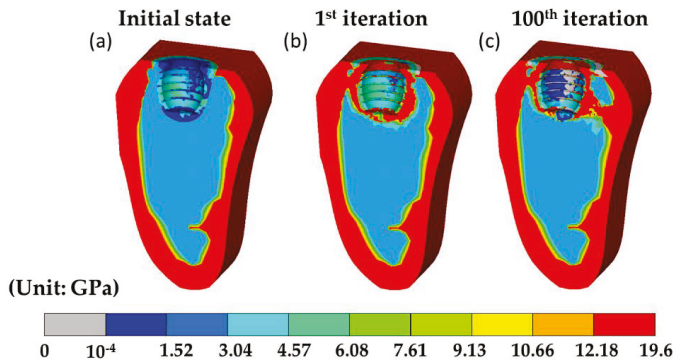 Initial state
1st iteration
100th iteration
(a)
(b)
(c)
(Unit: GPa)
0 10-4 1.52 3.04 4.57 6.08 7.61 9.13 10.66 12.18 19.6